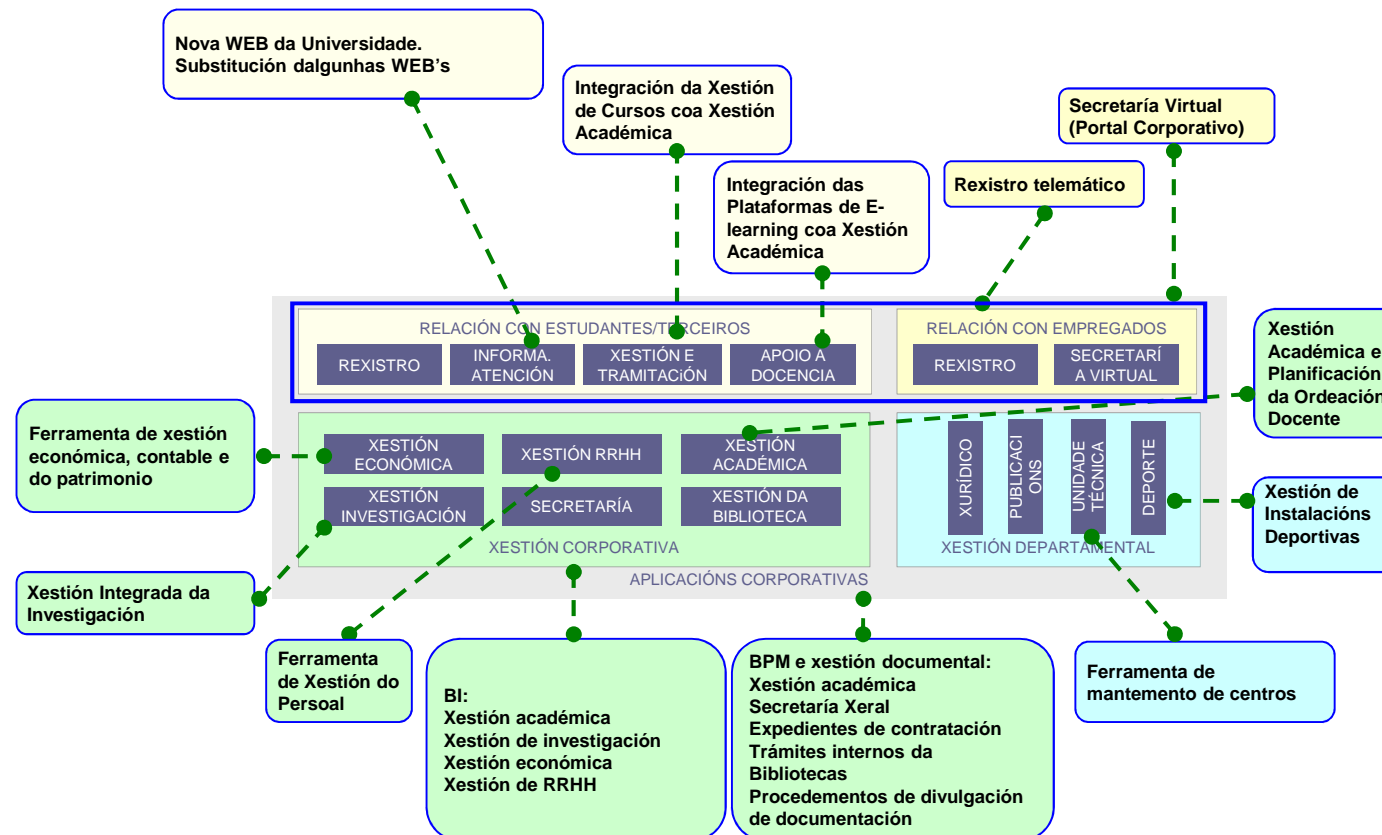 Nova WEB da Universidade.
Substitución dalgunhas WEB's
Integración da Xestión
de Cursos coa Xestión
Académica
Secretaría Virtual
(Portal Corporativo)
Integración das
Plataformas de E-
learning coa Xestión
Académica
Rexistro telemático
RELACIÓN CON ESTUDANTES/TERCEIROS
REXISTRO
INFORMA.
ATENCIÓN
XESTIÓN E
TRAMITACiÓN
APOIO A
DOCENCIA
RELACIÓN CON EMPREGADOS
REXISTRO
SECRETARÍ
A VIRTUAL
Xestión
Académica e
Planificación
da Ordeación
Docente
Ferramenta de xestión
económica, contable e
do patrimonio
XESTIÓN
ECONÓMICA
XESTIÓN RRHH
XESTIÓN
ACADÉMICA
XESTIÓN
INVESTIGACIÓN
SECRETARÍA
XESTIÓN DA
BIBLIOTECA
XESTIÓN CORPORATIVA
XURÍDICO
PUBLICACI
ONS
UNIDADE
TÉCNICA
DEPORTE
XESTIÓN DEPARTAMENTAL
Xestión de
Instalacións
Deportivas
APLICACIÓNS CORPORATIVAS
Xestión Integrada da
Investigación
Ferramenta
de Xestión do
Persoal
BI:
Xestión académica
Xestión de investigación
Xestión económica
Xestión de RRHH
BPM e xestión documental:
Xestión académica
Secretaría Xeral
Expedientes de contratación
Trámites internos da
Bibliotecas
Procedementos de divulgación
de documentación
Ferramenta de
mantemento de centros